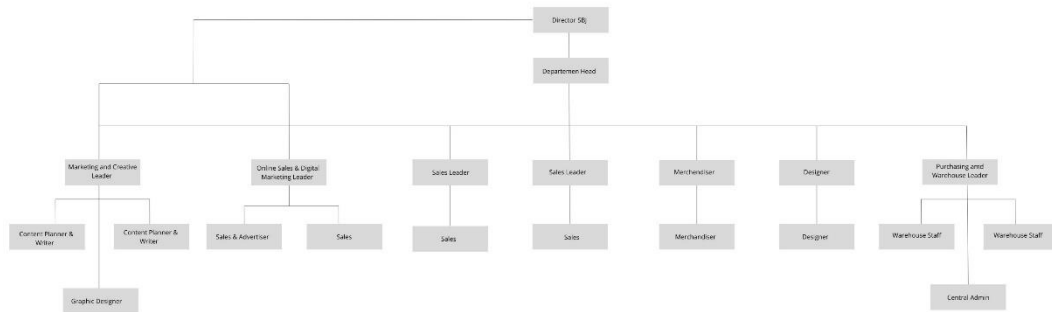 Director SBJ
Departemen Head
Marketing and Creative
Leader
Online Sales & Digital
Marketing Leader
Sales Leader
Sales Leader
Merchendiser
Designer
Purchasing amd
Warehouse Leader
Content Planner &
Writer
Content Planner &
Writer
Sales & Advertiser
Sales
Sales
Sales
Merchandiser
Designer
Warehouse Staff
Warehouse Staff
Graphic Designer
Central Admin